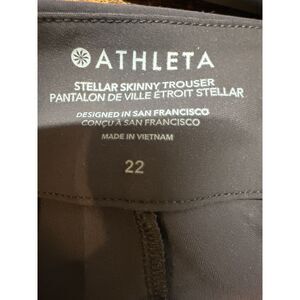 ATHLETA
STELLAR SKINNY TROUSER
PANTALON DE VILLE ÉTROIT STELLAR
DESIGNED IN SAN FRANCISCO
CONÇU À SAN FRANCISCO
MADE IN VIETNAM
22